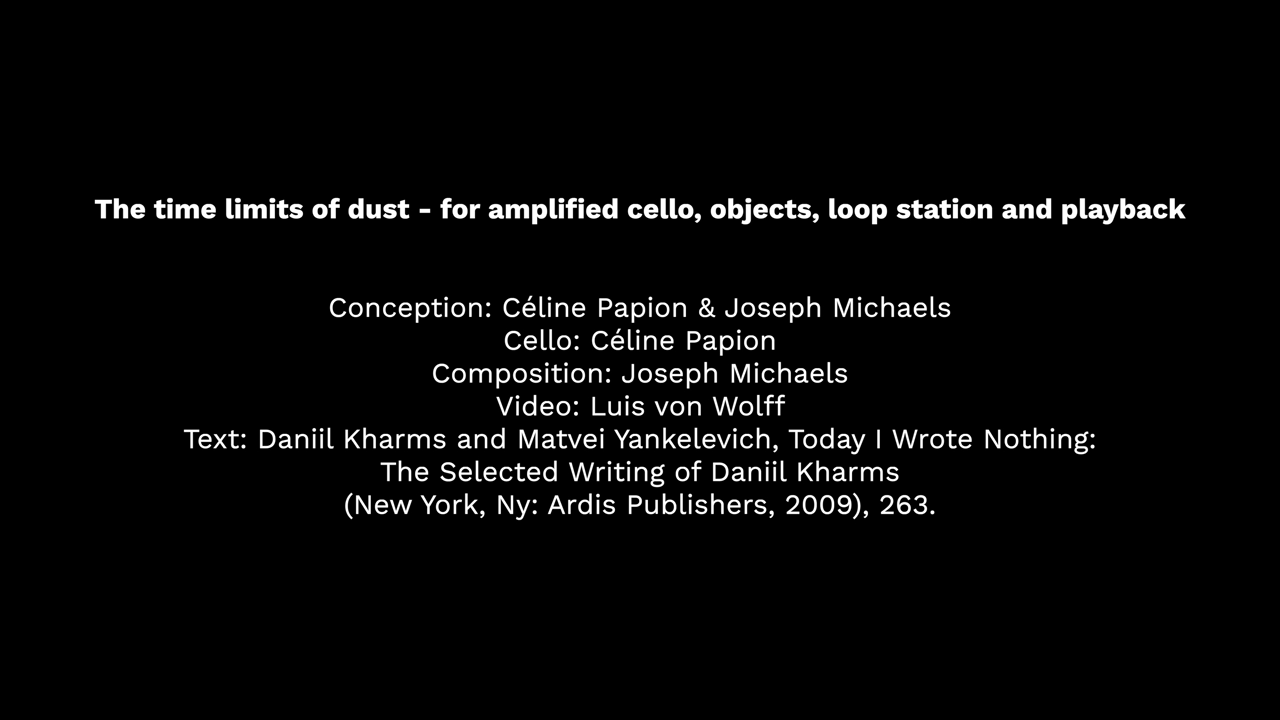 The time limits of dust - for amplified cello, objects, loop station and playback
Conception: Céline Papion & Joseph Michaels
Cello: Céline Papion
Composition: Joseph Michaels
Video: Luis von Wolff
Text: Daniil Kharms and Matvei Yankelevich, Today I Wrote Nothing:
The Selected Writing of Daniil Kharms
(New York, Ny: Ardis Publishers, 2009), 263.